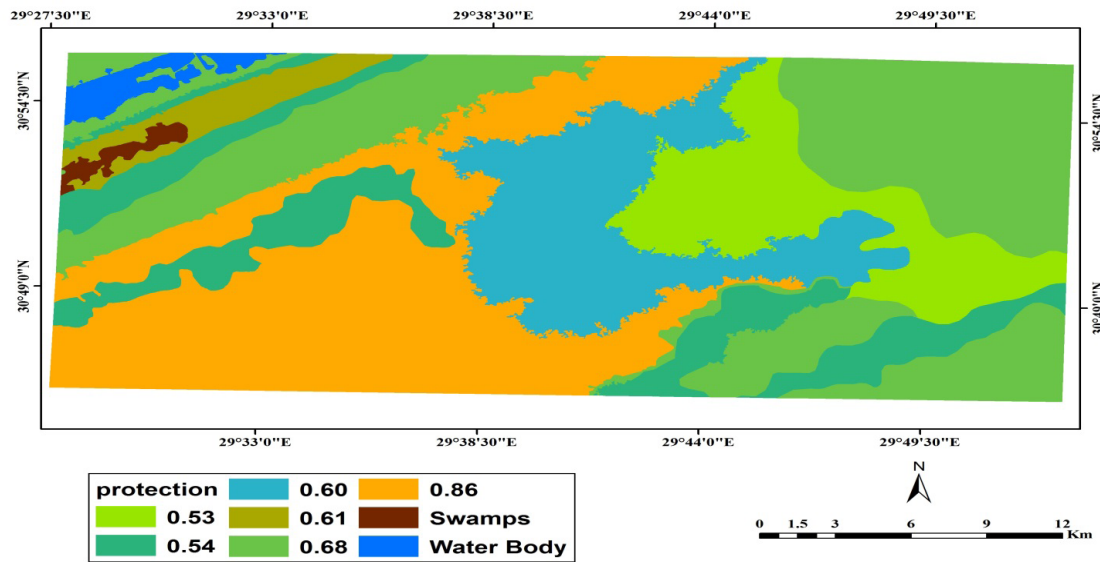 29°27'30"E 29°33'0"E 29°38'30"E 29°44'0"E 29°49'30"E
30°54'30"N
30°49'0"N
29°33'0"E 29°38'30"E 29°44'0"E 29°49'30"E
protection 0.60 0.86
0.53 0.61 Swamps
0.54 0.68 Water Body
N
0 1.5 3 6 9 12
Km